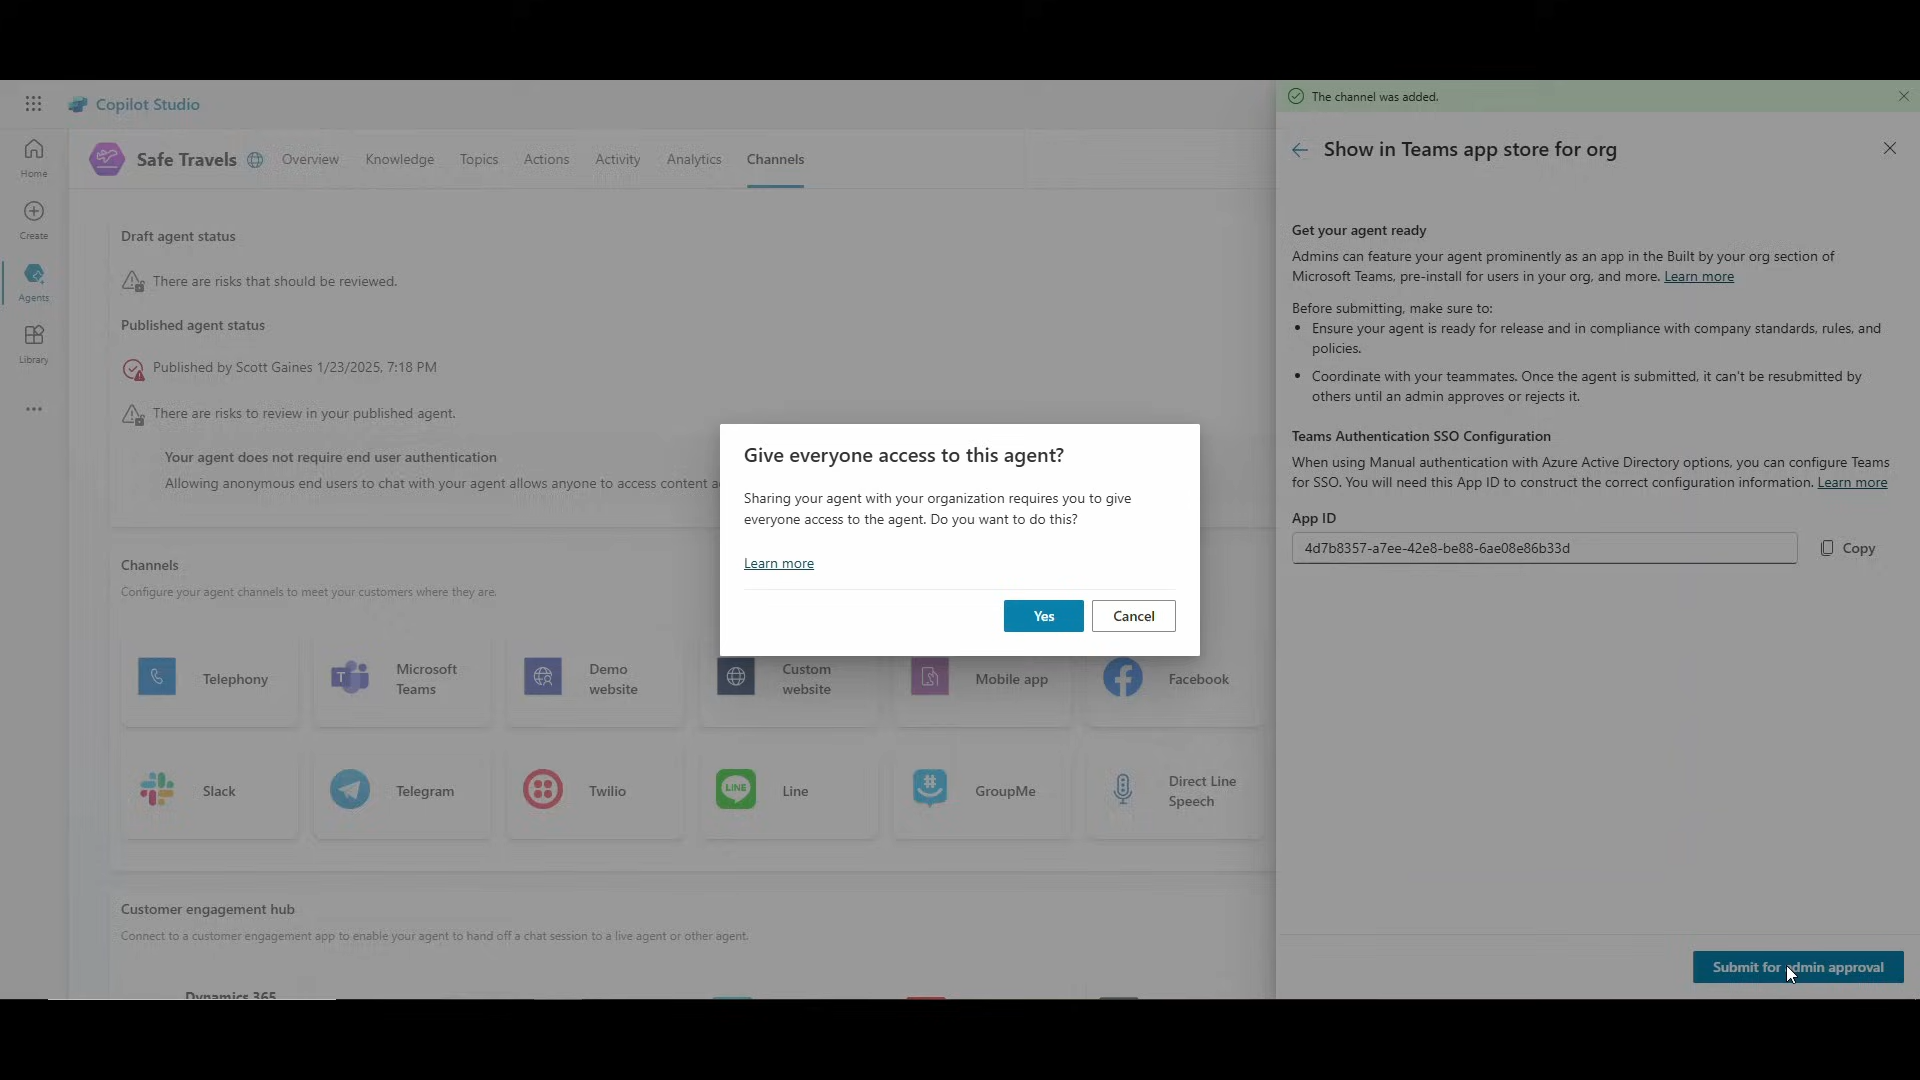 Copilot Studio
The channel was added.
Home
Create
Agents
Library
Safe Travels
Overview
Knowledge
Topics
Actions
Activity
Analytics
Channels
Draft agent status
There are risks that should be reviewed.
Published agent status
Published by Scott Gaines 1/23/2025, 7:18 PM
There are risks to review in your published agent.
Your agent does not require end user authentication
Allowing anonymous end users to chat with your agent allows anyone to access content
Channels
Configure your agent channels to meet your customers where they are.
Telephony
Microsoft
Teams
Demo
website
Custom
website
Mobile app
Facebook
Slack
Telegram
Twilio
LINE
Line
GroupMe
Direct Line
Speech
Customer engagement hub
Connect to a customer engagement app to enable your agent to hand off a chat session to a live agent or other agent.
Dynamics 365
Give everyone access to this agent?
Sharing your agent with your organization requires you to give
everyone access to the agent. Do you want to do this?
Learn more
Yes
Cancel
Show in Teams app store for org
Get your agent ready
Admins can feature your agent prominently as an app in the Built by your org section of
Microsoft Teams, pre-install for users in your org, and more. Learn more
Before submitting, make sure to:
• Ensure your agent is ready for release and in compliance with company standards, rules, and
policies.
• Coordinate with your teammates. Once the agent is submitted, it can't be resubmitted by
others until an admin approves or rejects it.
Teams Authentication SSO Configuration
When using Manual authentication with Azure Active Directory options, you can configure Teams
for SSO. You will need this App ID to construct the correct configuration information. Learn more
App ID
4d7b8357-a7ee-42e8-be88-6ae08e86b33d
Copy
Submit for admin approval